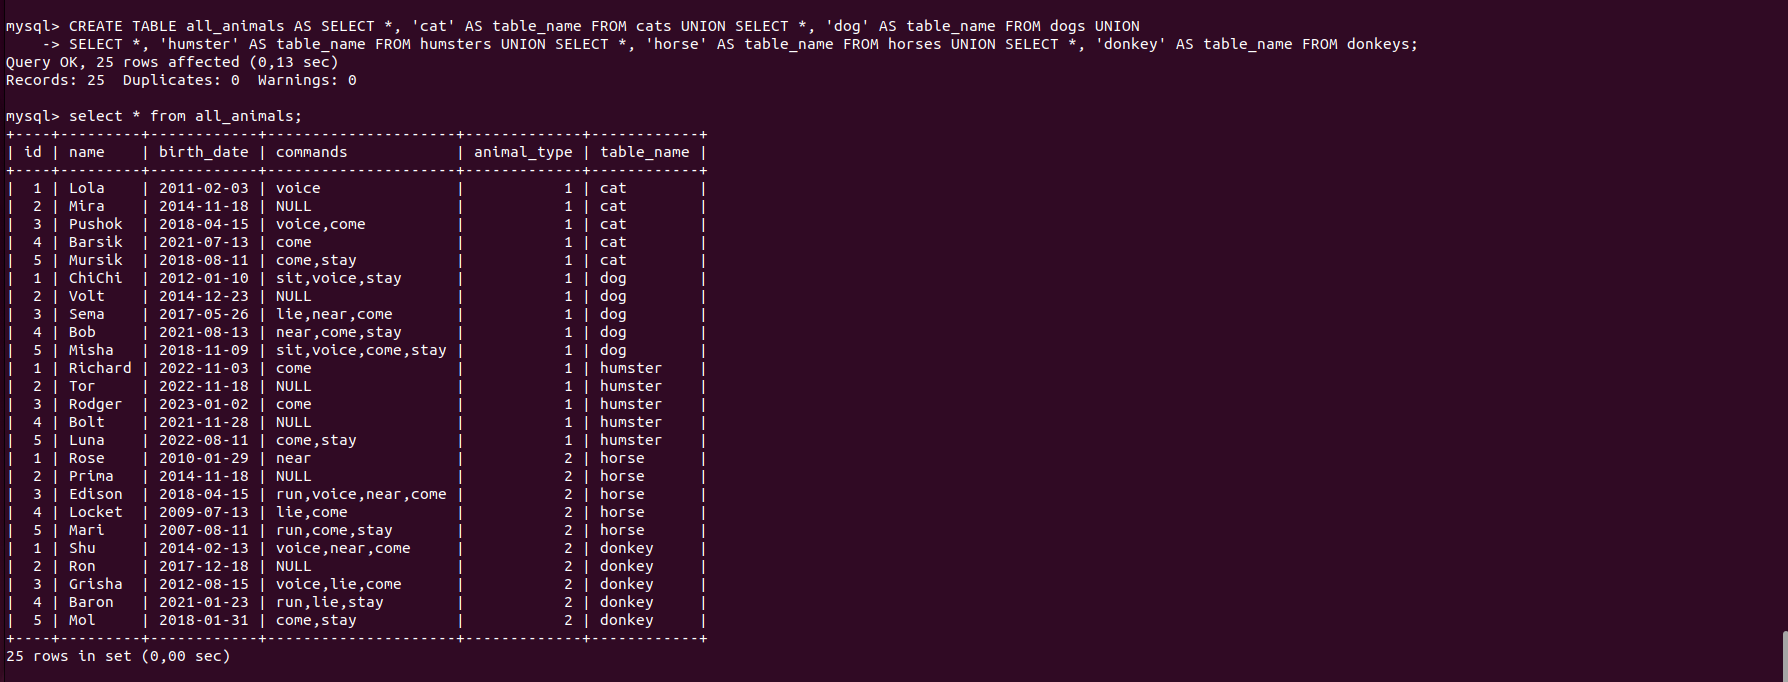 mysql> CREATE TABLE all_animals AS SELECT *, 'cat' AS table_name FROM cats UNION SELECT *, 'dog' AS table_name FROM dogs UNION
    -> SELECT *, 'humster' AS table_name FROM humsters UNION SELECT *, 'horse' AS table_name FROM horses UNION SELECT *, 'donkey' AS table_name FROM donkeys;
Query OK, 25 rows affected (0,13 sec)
Records: 25  Duplicates: 0  Warnings: 0

mysql> select * from all_animals;
+----+---------+------------+---------------------+-------------+------------+
| id | name    | birth_date | commands            | animal_type | table_name |
+----+---------+------------+---------------------+-------------+------------+
|  1 | Lola    | 2011-02-03 | voice               |           1 | cat        |
|  2 | Mira    | 2014-11-18 | NULL                |           1 | cat        |
|  3 | Pushok  | 2018-04-15 | voice,come          |           1 | cat        |
|  4 | Barsik  | 2021-07-13 | come                |           1 | cat        |
|  5 | Mursik  | 2018-08-11 | come,stay           |           1 | cat        |
|  1 | ChiChi  | 2012-01-10 | sit,voice,stay      |           1 | dog        |
|  2 | Volt    | 2014-12-23 | NULL                |           1 | dog        |
|  3 | Sema    | 2017-05-26 | lie,near,come       |           1 | dog        |
|  4 | Bob     | 2021-08-13 | near,come,stay      |           1 | dog        |
|  5 | Misha   | 2018-11-09 | sit,voice,come,stay |           1 | dog        |
|  1 | Richard | 2022-11-03 | come                |           1 | humster    |
|  2 | Tor     | 2022-11-18 | NULL                |           1 | humster    |
|  3 | Rodger  | 2023-01-02 | come                |           1 | humster    |
|  4 | Bolt    | 2021-11-28 | NULL                |           1 | humster    |
|  5 | Luna    | 2022-08-11 | come,stay           |           1 | humster    |
|  1 | Rose    | 2010-01-29 | near                |           2 | horse      |
|  2 | Prima   | 2014-11-18 | NULL                |           2 | horse      |
|  3 | Edison  | 2018-04-15 | run,voice,near,come |           2 | horse      |
|  4 | Locket  | 2009-07-13 | lie,come            |           2 | horse      |
|  5 | Mari    | 2007-08-11 | run,come,stay       |           2 | horse      |
|  1 | Shu     | 2014-02-13 | voice,near,come     |           2 | donkey     |
|  2 | Ron     | 2017-12-18 | NULL                |           2 | donkey     |
|  3 | Grisha  | 2012-08-15 | voice,lie,come      |           2 | donkey     |
|  4 | Baron   | 2021-01-23 | run,lie,stay        |           2 | donkey     |
|  5 | Mol     | 2018-01-31 | come,stay           |           2 | donkey     |
+----+---------+------------+---------------------+-------------+------------+
25 rows in set (0,00 sec)